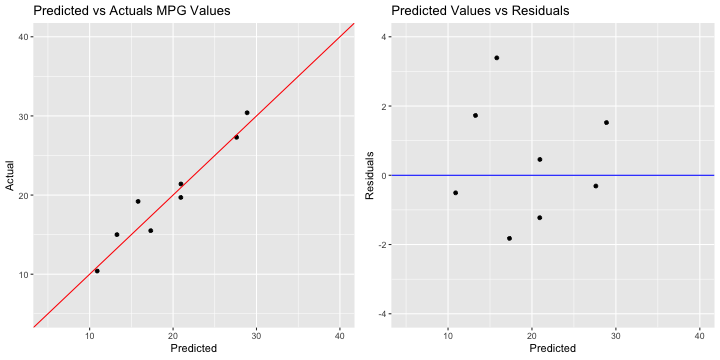 Predicted vs Actuals MPG Values
40
30
20
10
Actual
10
20
30
40
Predicted
Predicted Values vs Residuals
4
2
0
-2
-4
Residuals
10
20
30
40
Predicted